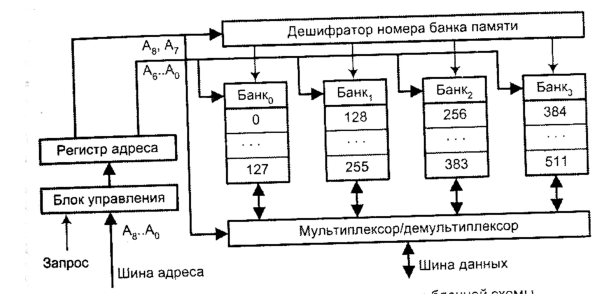 Дешифратор номера банка памяти
A₈, A₇
A₆..A₀
Банк₀
Банк₁
Банк₂
Банк₃
0
128
256
384
. . .
. . .
. . .
. . .
127
255
383
511
Регистр адреса
Блок управления
Мультиплексор/демультиплексор
A₈..A₀
Запрос
Шина адреса
Шина данных